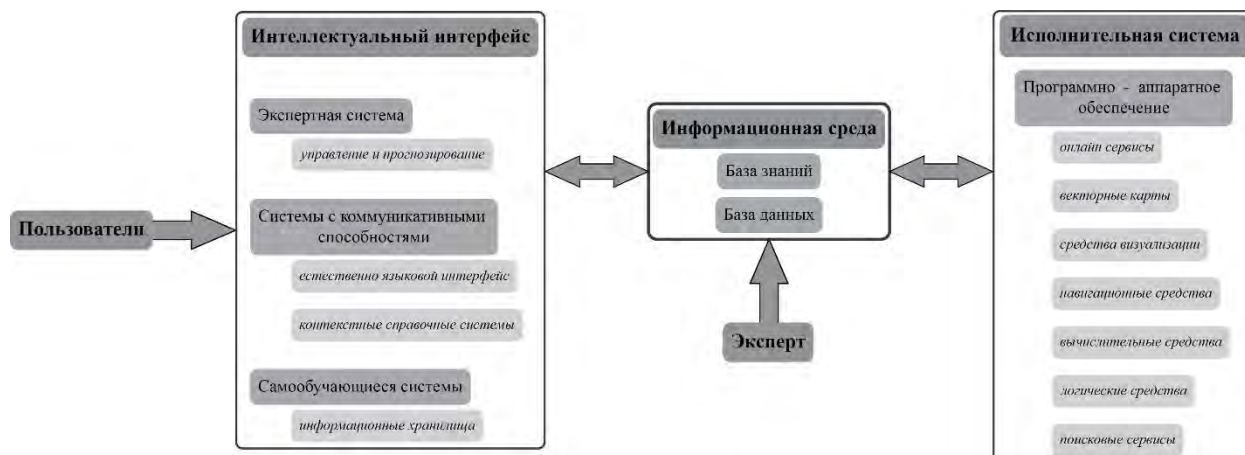 Пользователи
Интеллектуальный интерфейс
Экспертная система
управление и прогнозирование
Системы с коммуникативными
способностями
естественно языковой интерфейс
контекстные справочные системы
Самообучающиеся системы
информационные хранилища
Информационная среда
База знаний
База данных
Эксперт
Исполнительная система
Программно - аппаратное
обеспечение
онлайн сервисы
векторные карты
средства визуализации
навигационные средства
вычислительные средства
логические средства
поисковые сервисы